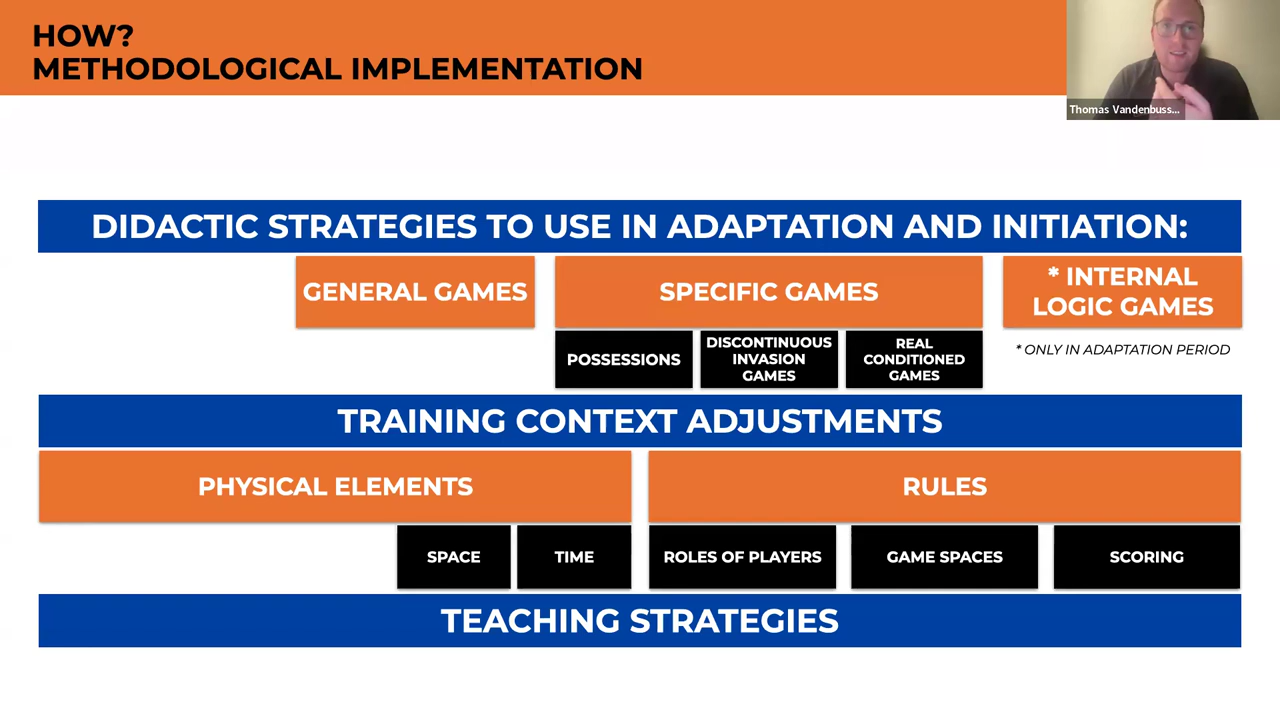 HOW?
METHODOLOGICAL IMPLEMENTATION
Thomas Vandenbuss...
DIDACTIC STRATEGIES TO USE IN ADAPTATION AND INITIATION:
GENERAL GAMES
SPECIFIC GAMES
* INTERNAL
LOGIC GAMES
POSSESSIONS
DISCONTINUOUS
INVASION
GAMES
REAL
CONDITIONED
GAMES
* ONLY IN ADAPTATION PERIOD
TRAINING CONTEXT ADJUSTMENTS
PHYSICAL ELEMENTS
RULES
SPACE
TIME
ROLES OF PLAYERS
GAME SPACES
SCORING
TEACHING STRATEGIES